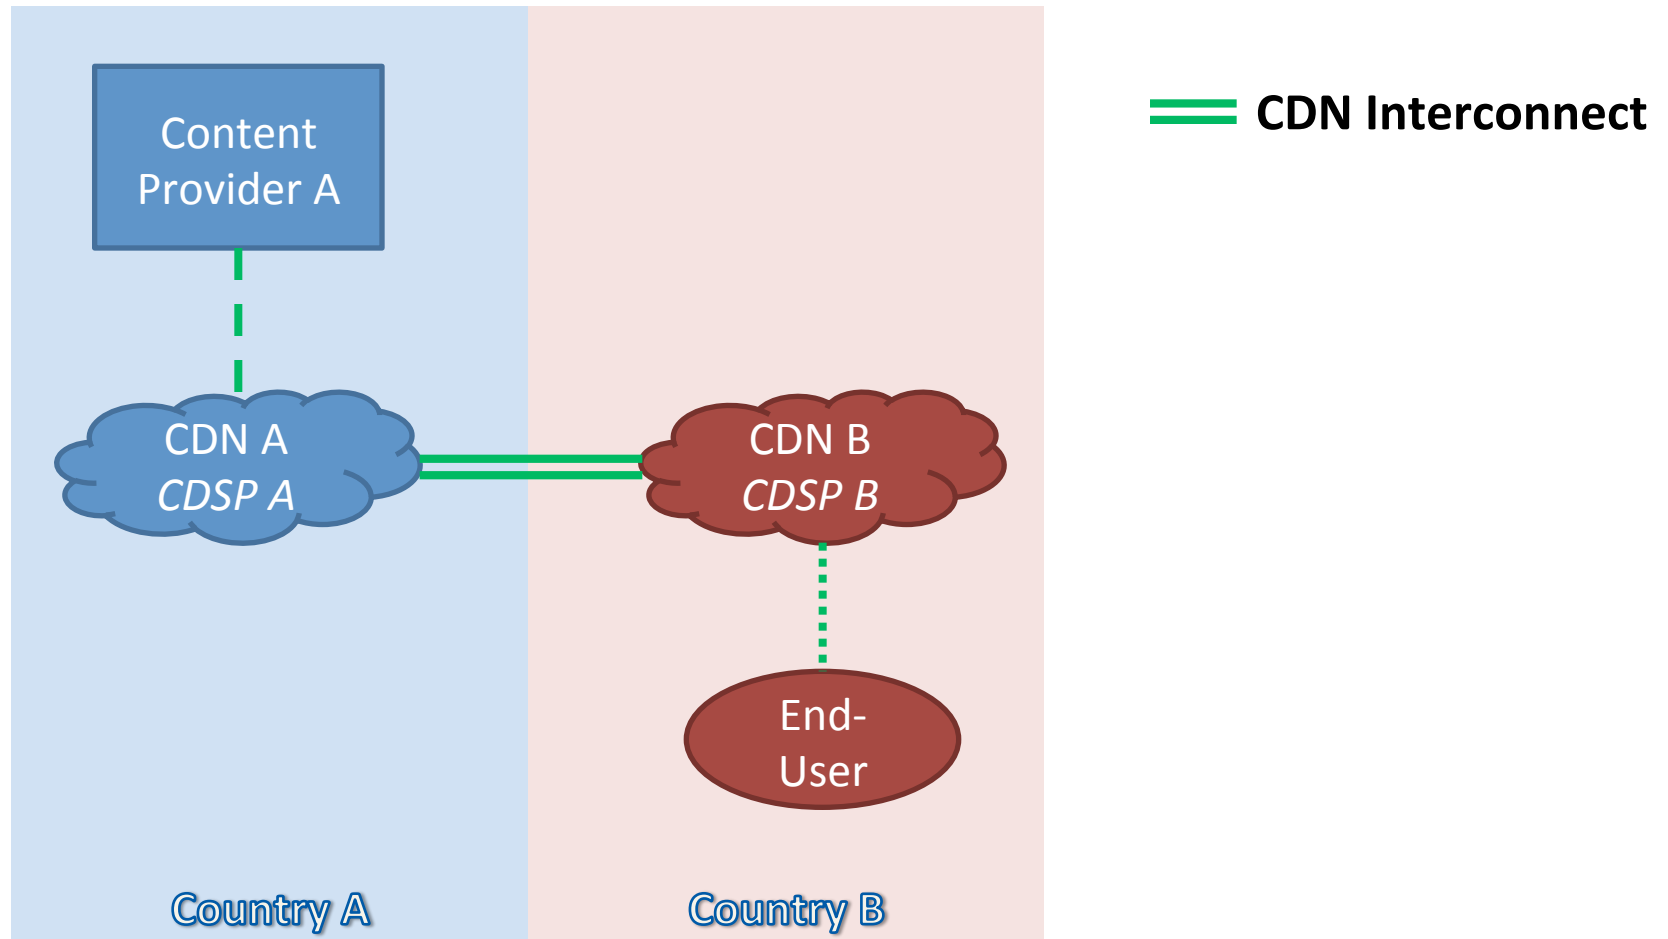 Content
Provider A
CDN Interconnect
CDN A
CDSP A
CDN B
CDSP B
End-
User
Country A
Country B